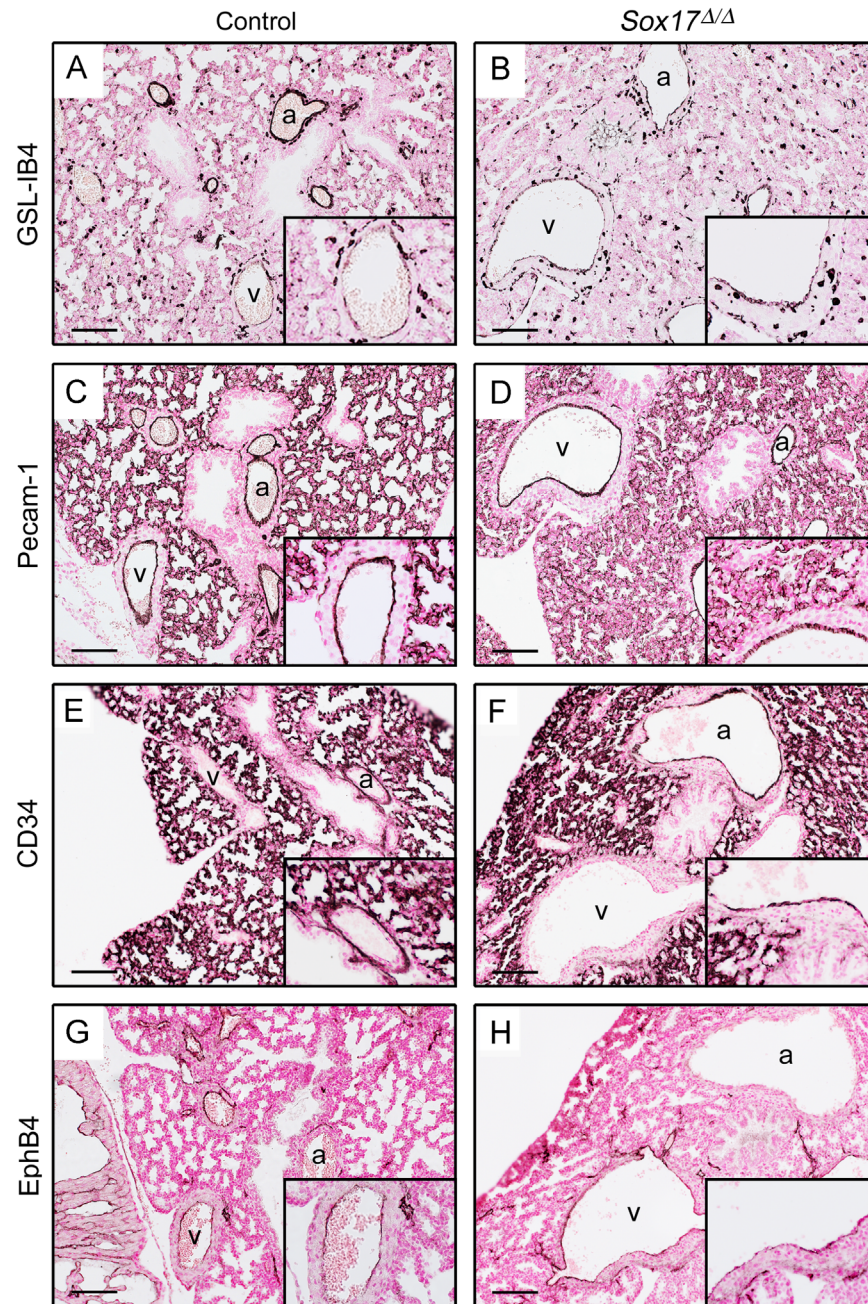 Control
Sox17Δ/Δ
GSL-IB4
A
a
v
B
a
v
Pecam-1
C
a
v
D
v
a
CD34
E
v
a
F
a
v
EphB4
G
a
v
H
a
v